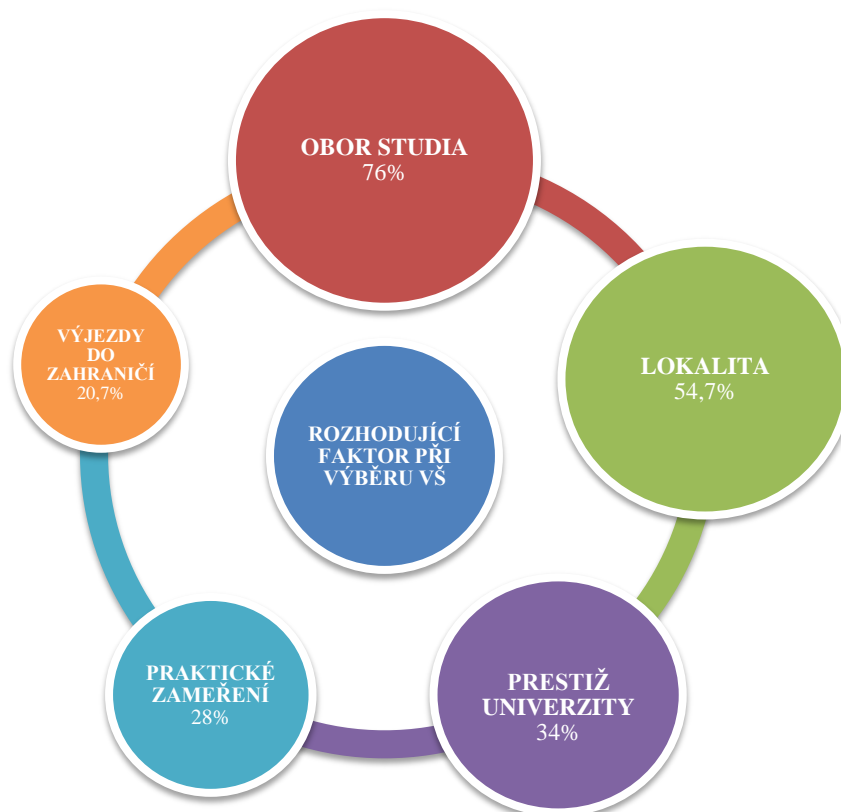 OBOR STUDIA
76%
LOKALITA
54,7%
PRESTIŽ
UNIVERZITY
34%
PRAKTICKÉ
ZAMEŘENÍ
28%
VÝJEZDY
DO
ZAHRANIČÍ
20,7%
ROZHODUJÍCÍ
FAKTOR PŘI
VÝBĚRU VŠ